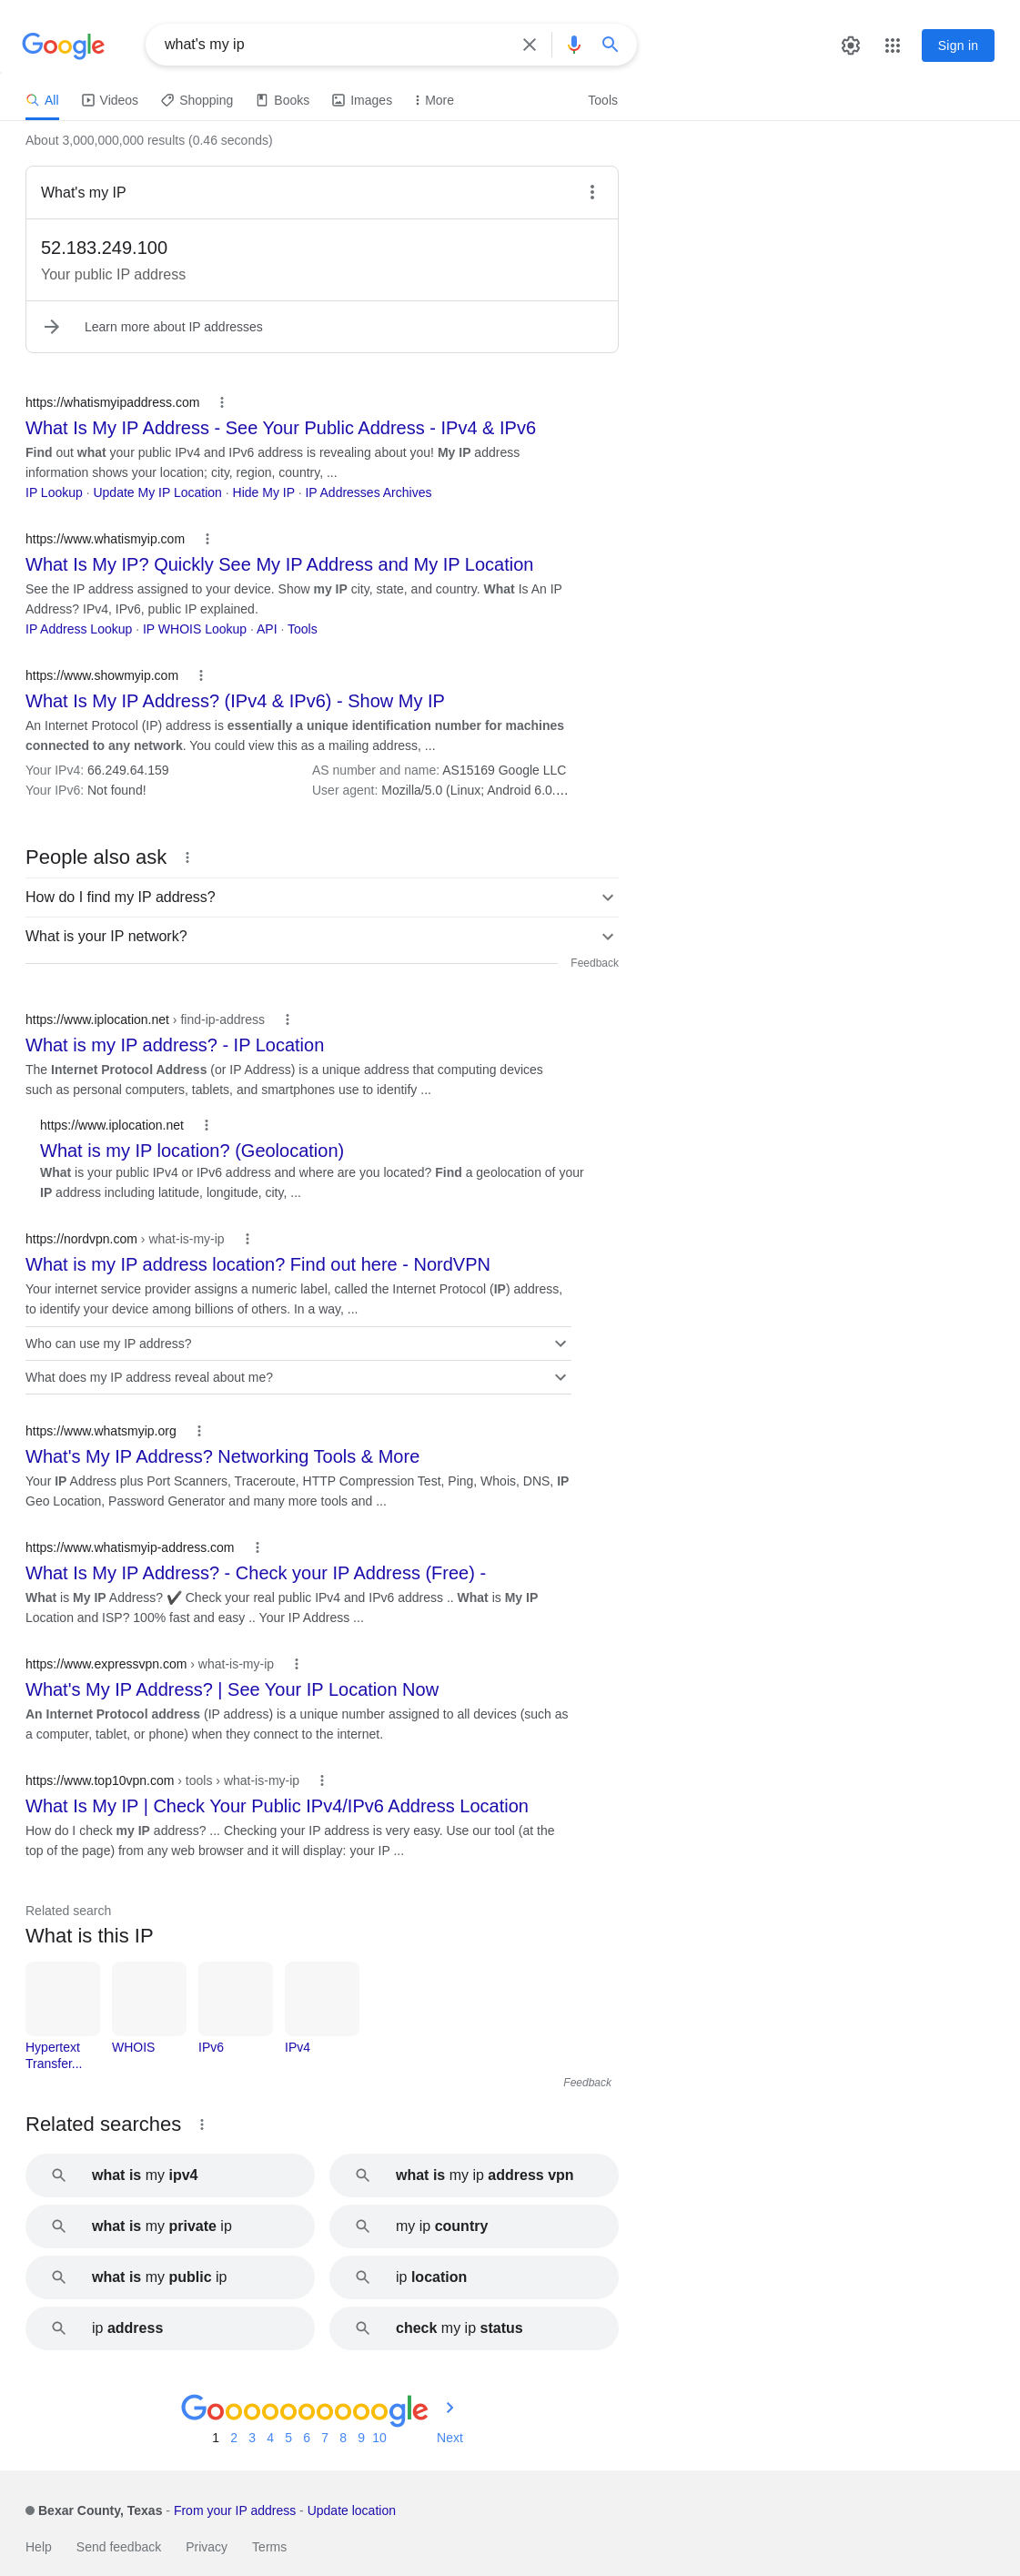 Google
what's my ip
Sign in
All Videos Shopping Books Images More Tools
About 3,000,000,000 results (0.46 seconds)
What's my IP
52.183.249.100
Your public IP address
Learn more about IP addresses
https://whatismyipaddress.com
What Is My IP Address - See Your Public Address - IPv4 & IPv6
Find out what your public IPv4 and IPv6 address is revealing about you! My IP address
information shows your location; city, region, country, ...
IP Lookup · Update My IP Location · Hide My IP · IP Addresses Archives
https://www.whatismyip.com
What Is My IP? Quickly See My IP Address and My IP Location
See the IP address assigned to your device. Show my IP city, state, and country. What Is An IP
Address? IPv4, IPv6, public IP explained.
IP Address Lookup · IP WHOIS Lookup · API · Tools
https://www.showmyip.com
What Is My IP Address? (IPv4 & IPv6) - Show My IP
An Internet Protocol (IP) address is essentially a unique identification number for machines
connected to any network. You could view this as a mailing address, ...
Your IPv4: 66.249.64.159 AS number and name: AS15169 Google LLC
Your IPv6: Not found! User agent: Mozilla/5.0 (Linux; Android 6.0....
People also ask
How do I find my IP address?
What is your IP network?
Feedback
https://www.iplocation.net › find-ip-address
What is my IP address? - IP Location
The Internet Protocol Address (or IP Address) is a unique address that computing devices
such as personal computers, tablets, and smartphones use to identify ...
https://www.iplocation.net
What is my IP location? (Geolocation)
What is your public IPv4 or IPv6 address and where are you located? Find a geolocation of your
IP address including latitude, longitude, city, ...
https://nordvpn.com › what-is-my-ip
What is my IP address location? Find out here - NordVPN
Your internet service provider assigns a numeric label, called the Internet Protocol (IP) address,
to identify your device among billions of others. In a way, ...
Who can use my IP address?
What does my IP address reveal about me?
https://www.whatsmyip.org
What's My IP Address? Networking Tools & More
Your IP Address plus Port Scanners, Traceroute, HTTP Compression Test, Ping, Whois, DNS, IP
Geo Location, Password Generator and many more tools and ...
https://www.whatismyip-address.com
What Is My IP Address? - Check your IP Address (Free) -
What is My IP Address? ✔ Check your real public IPv4 and IPv6 address .. What is My IP
Location and ISP? 100% fast and easy .. Your IP Address ...
https://www.expressvpn.com › what-is-my-ip
What's My IP Address? | See Your IP Location Now
An Internet Protocol address (IP address) is a unique number assigned to all devices (such as
a computer, tablet, or phone) when they connect to the internet.
https://www.top10vpn.com › tools › what-is-my-ip
What Is My IP | Check Your Public IPv4/IPv6 Address Location
How do I check my IP address? ... Checking your IP address is very easy. Use our tool (at the
top of the page) from any web browser and it will display: your IP ...
Related search
What is this IP
Hypertext WHOIS IPv6 IPv4
Transfer...
Feedback
Related searches
what is my ipv4
what is my ip address vpn
what is my private ip
my ip country
what is my public ip
ip location
ip address
check my ip status
Goooooooooogle
1 2 3 4 5 6 7 8 9 10 Next
Bexar County, Texas - From your IP address - Update location
Help Send feedback Privacy Terms